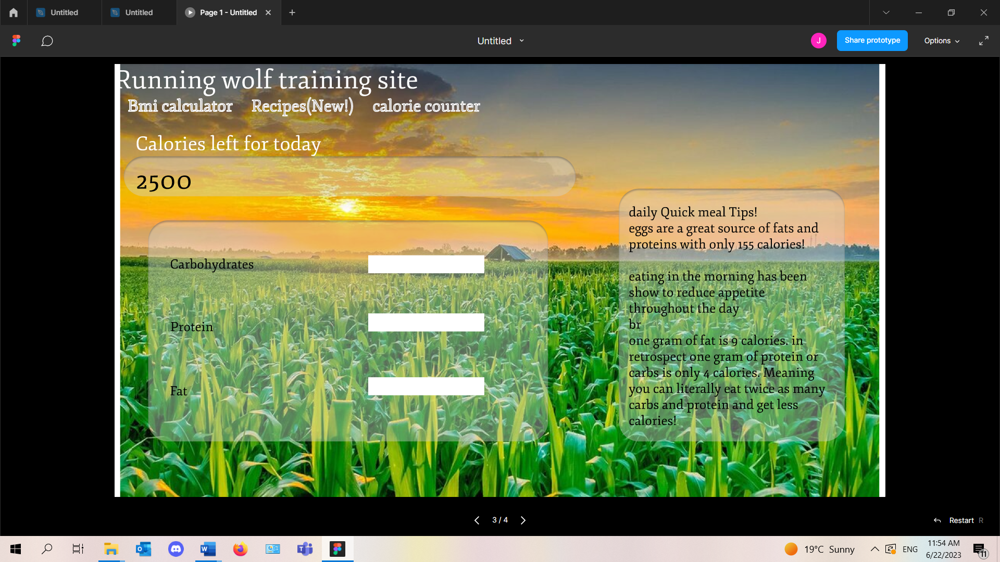 Untitled
Untitled
Page 1 - Untitled
Untitled
J
Share prototype
Options
Running wolf training site
Bmi calculator Recipes(New!) calorie counter
Calories left for today
2500
Carbohydrates
Protein
Fat
daily Quick meal Tips!
eggs are a great source of fats and
proteins with only 155 calories!
eating in the morning has been
show to reduce appetite
throughout the day
br
one gram of fat is 9 calories. in
retrospect one gram of protein or
carbs is only 4 calories. Meaning
you can literally eat twice as many
carbs and protein and get less
calories!
3 / 4
Restart R
19°C Sunny
ENG
11:54 AM
6/22/2023
11